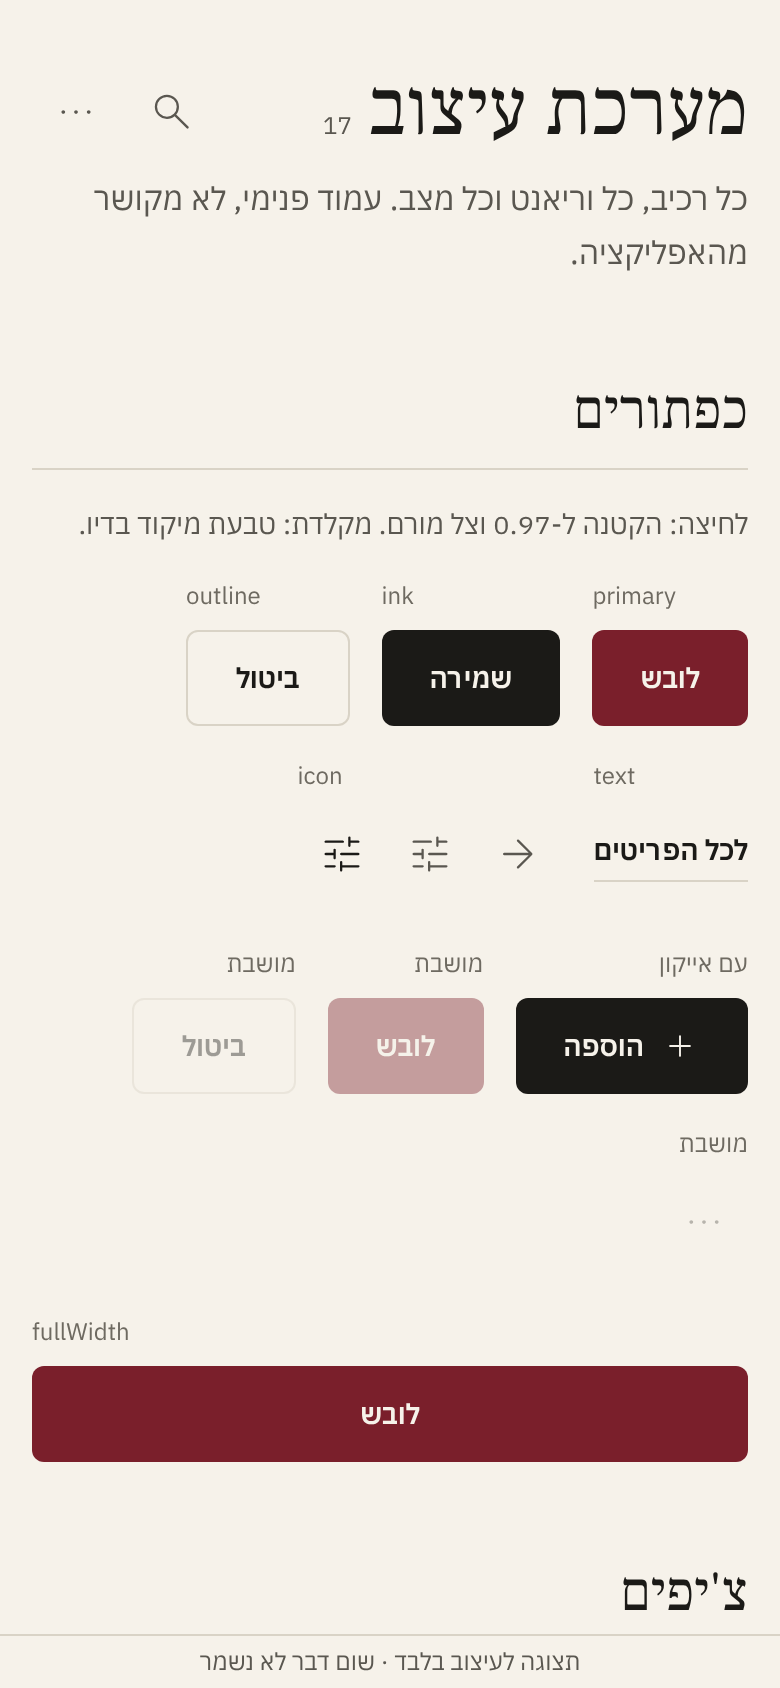 מערכת עיצוב 17
כל רכיב, כל וריאנט וכל מצב. עמוד פנימי, לא מקושר
מהאפליקציה.
כפתורים
לחיצה: הקטנה ל-0.97 וצל מורם. מקלדת: טבעת מיקוד בדיו.
primary ink outline
לובש שמירה ביטול
text icon
לכל הפריטים
עם אייקון מושבת מושבת
הוספה לובש ביטול
מושבת
fullWidth
לובש
צ'יפים
תצוגה לעיצוב בלבד · שום דבר לא נשמר